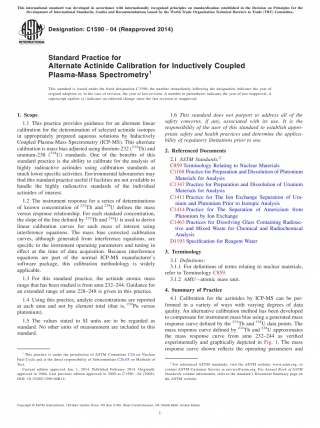 This international standard was developed in accordance with internationally recognized principles on standardization established in the Decision on Principles for the
Development of International Standards, Guides and Recommendations issued by the World Trade Organization Technical Barriers to Trade (TBT) Committee.
Designation: C1590 − 04 (Reapproved 2014)
Standard Practice for
Alternate Actinide Calibration for Inductively Coupled
Plasma-Mass Spectrometry¹
This standard is issued under the fixed designation C1590; the number immediately following the designation indicates the year of
original adoption or, in the case of revision, the year of last revision. A number in parentheses indicates the year of last reapproval. A
superscript epsilon (ε) indicates an editorial change since the last revision or reapproval.
1. Scope
1.1 This practice provides guidance for an alternate linear
calibration for the determination of selected actinide isotopes
in appropriately prepared aqueous solutions by Inductively
Coupled Plasma-Mass Spectrometry (ICP-MS). This alternate
calibration is mass bias adjusted using thorium-232 (²³²Th) and
uranium-238 (²³⁸U) standards. One of the benefits of this
standard practice is the ability to calibrate for the analysis of
highly radioactive actinides using calibration standards at
much lower specific activities. Environmental laboratories may
find this standard practice useful if facilities are not available to
handle the highly radioactive standards of the individual
actinides of interest.
1.2 The instrument response for a series of determinations
of known concentration of ²³²Th and ²³⁸U defines the mass
versus response relationship. For each standard concentration,
the slope of the line defined by ²³²Th and ²³⁸U is used to derive
linear calibration curves for each mass of interest using
interference equations. The mass bias corrected calibration
curves, although generated from interference equations, are
specific to the instrument operating parameters and tuning in
effect at the time of data acquisition. Because interference
equations are part of the normal ICP-MS manufacturer's
software package, this calibration methodology is widely
applicable.
1.3 For this standard practice, the actinide atomic mass
range that has been studied is from amu 232–244. Guidance for
an extended range of amu 228–248 is given in this practice.
1.4 Using this practice, analyte concentrations are reported
at each amu and not by element total (that is, ²³⁹Pu versus
plutonium).
1.5 The values stated in SI units are to be regarded as
standard. No other units of measurement are included in this
standard.
1.6 This standard does not purport to address all of the
safety concerns, if any, associated with its use. It is the
responsibility of the user of this standard to establish appro-
priate safety and health practices and determine the applica-
bility of regulatory limitations prior to use.
2. Referenced Documents
2.1 ASTM Standards:²
C859 Terminology Relating to Nuclear Materials
C1168 Practice for Preparation and Dissolution of Plutonium
Materials for Analysis
C1347 Practice for Preparation and Dissolution of Uranium
Materials for Analysis
C1411 Practice for The Ion Exchange Separation of Ura-
nium and Plutonium Prior to Isotopic Analysis
C1414 Practice for the Separation of Americium from
Plutonium by Ion Exchange
C1463 Practices for Dissolving Glass Containing Radioac-
tive and Mixed Waste for Chemical and Radiochemical
Analysis
D1193 Specification for Reagent Water
3. Terminology
3.1 Definitions:
3.1.1 For definitions of terms relating to nuclear materials,
refer to Terminology C859.
3.1.2 AMU—atomic mass unit.
4. Summary of Practice
4.1 Calibration for the actinides by ICP-MS can be per-
formed in a variety of ways with varying degrees of data
quality. An alternative calibration method has been developed
to compensate for instrument mass bias using a generated mass
response curve defined by the ²³²Th and ²³⁸U data points. The
mass response curve defined by ²³²Th and ²³⁸U approximates
the mass response curve from amu 232–244 as verified
experimentally and graphically depicted in Fig. 1. The mass
response curve shown reflects the operating parameters and
¹ This practice is under the jurisdiction of ASTM Committee C26 on Nuclear
Fuel Cycle and is the direct responsibility of Subcommittee C26.05 on Methods of
Test.
Current edition approved Jan. 1, 2014. Published February 2014. Originally
approved in 2004. Last previous edition approved in 2009 as C1590 – 04 (2009).
DOI: 10.1520/C1590-04R14.
² For referenced ASTM standards, visit the ASTM website, www.astm.org, or
contact ASTM Customer Service at service@astm.org. For Annual Book of ASTM
Standards volume information, refer to the standard's Document Summary page on
the ASTM website.
Copyright © ASTM International, 100 Barr Harbor Drive, PO Box C700, West Conshohocken, PA 19428-2959. United States
1